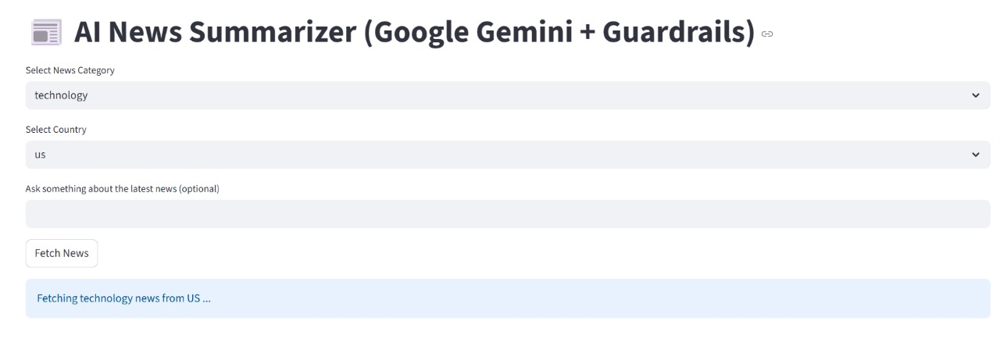 AI News Summarizer (Google Gemini + Guardrails)
Select News Category
technology
Select Country
us
Ask something about the latest news (optional)
Fetch News
Fetching technology news from US ...